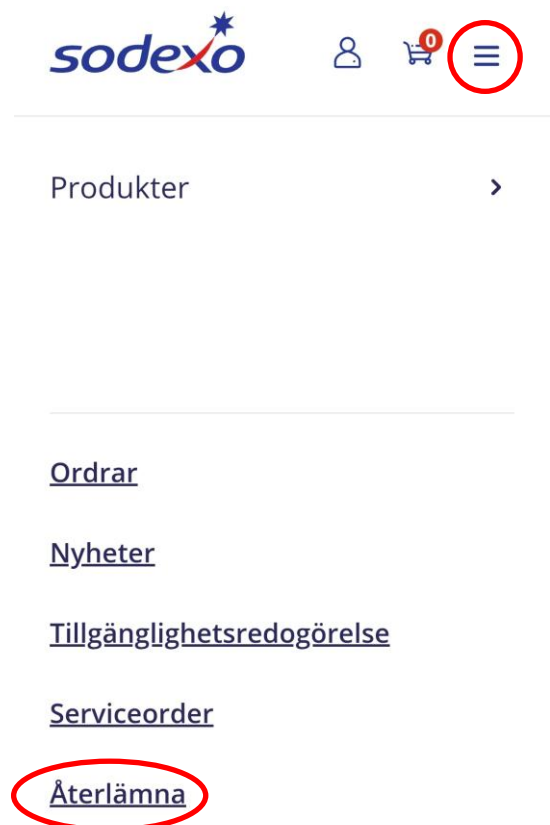 sodexo
0
Produkter
Ordrar
Nyheter
Tillgänglighetsredogörelse
Serviceorder
Återlämna